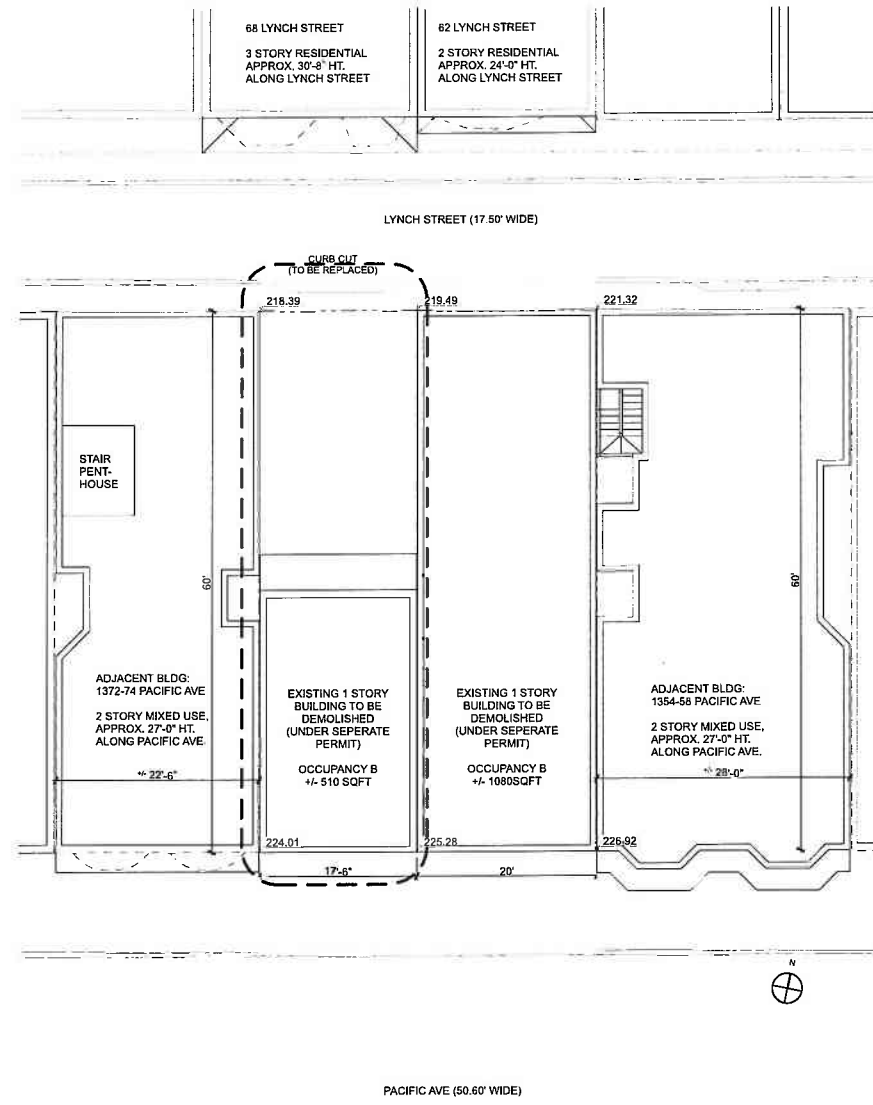 68 LYNCH STREET
3 STORY RESIDENTIAL
APPROX. 30'-8" HT.
ALONG LYNCH STREET
62 LYNCH STREET
2 STORY RESIDENTIAL
APPROX. 24'-0" HT.
ALONG LYNCH STREET
LYNCH STREET (17.50' WIDE)
CURB CUT
(TO BE REPLACED)
218.39
219.49
221.32
STAIR
PENT-
HOUSE
60'
60'
ADJACENT BLDG:
1372-74 PACIFIC AVE
2 STORY MIXED USE,
APPROX. 27'-0" HT.
ALONG PACIFIC AVE.
+/- 22'-6"
EXISTING 1 STORY
BUILDING TO BE
DEMOLISHED
(UNDER SEPERATE
PERMIT)
OCCUPANCY B
+/- 510 SQFT
EXISTING 1 STORY
BUILDING TO BE
DEMOLISHED
(UNDER SEPERATE
PERMIT)
OCCUPANCY B
+/- 1080SQFT
ADJACENT BLDG:
1354-58 PACIFIC AVE
2 STORY MIXED USE,
APPROX. 27'-0" HT.
ALONG PACIFIC AVE.
+/- 28'-0"
224.01
225.28
226.92
17'-6"
20'
N
PACIFIC AVE (50.60' WIDE)